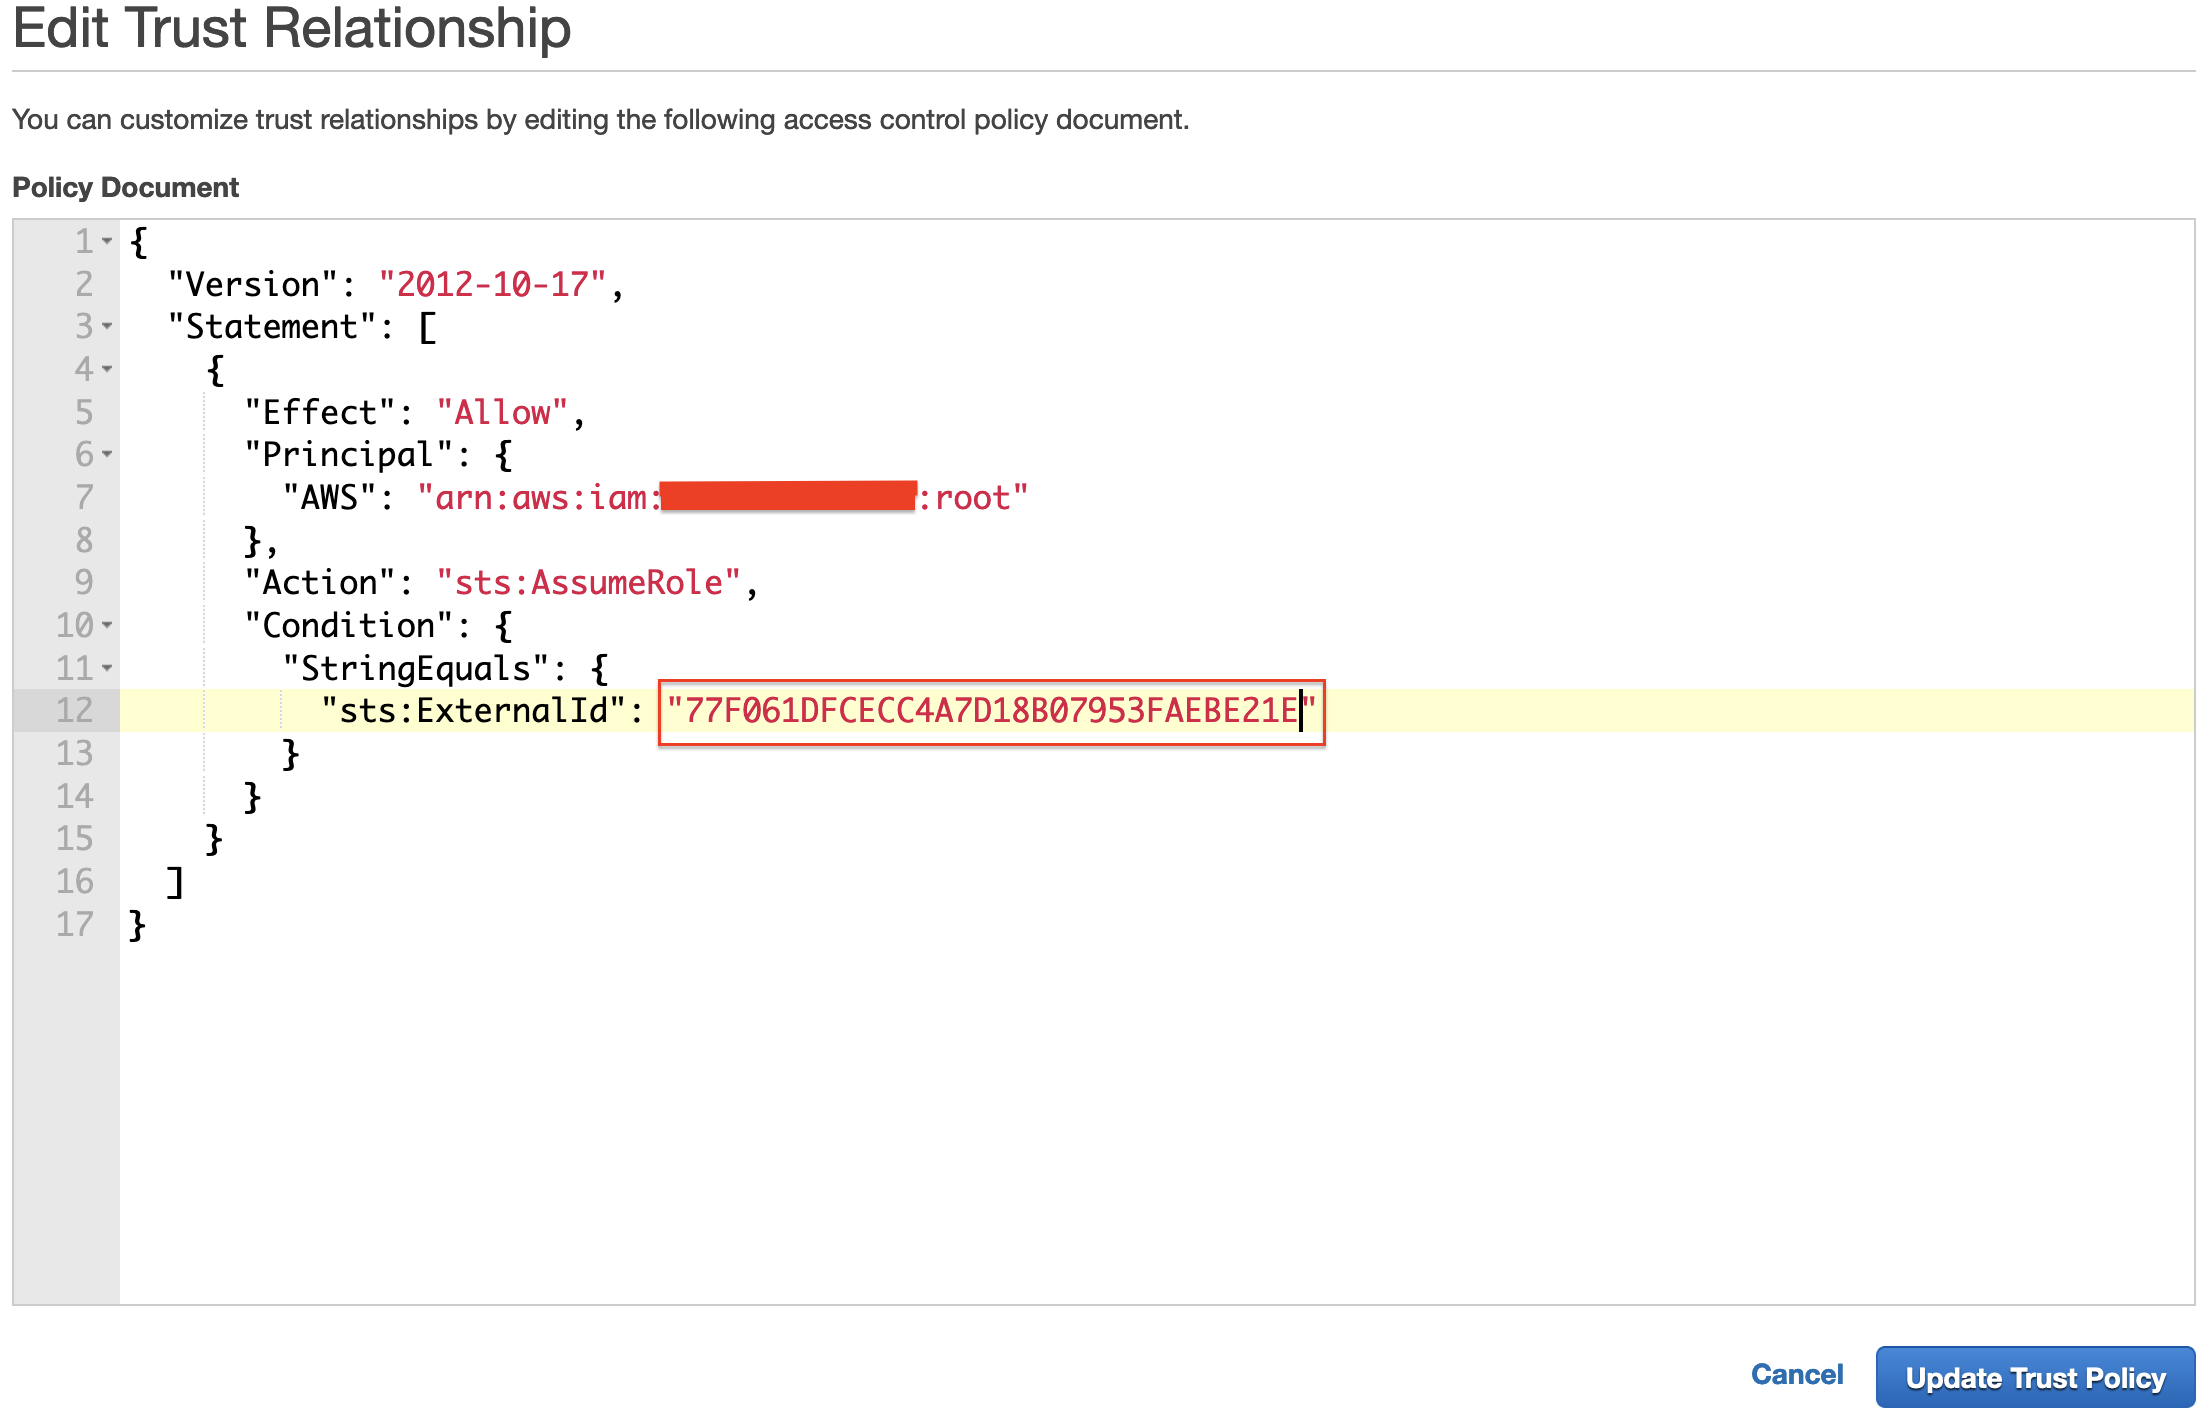 Edit Trust Relationship
You can customize trust relationships by editing the following access control policy document.
Policy Document
1 {
2 "Version": "2012-10-17",
3 "Statement": [
4 {
5 "Effect": "Allow",
6 "Principal": {
7 "AWS": "arn:aws:iam: :root"
8 },
9 "Action": "sts:AssumeRole",
10 "Condition": {
11 "StringEquals": {
12 "sts:ExternalId": "77F061DFCECC4A7D18B07953FAEBE21E"
13 }
14 }
15 }
16 ]
17 }
Cancel Update Trust Policy